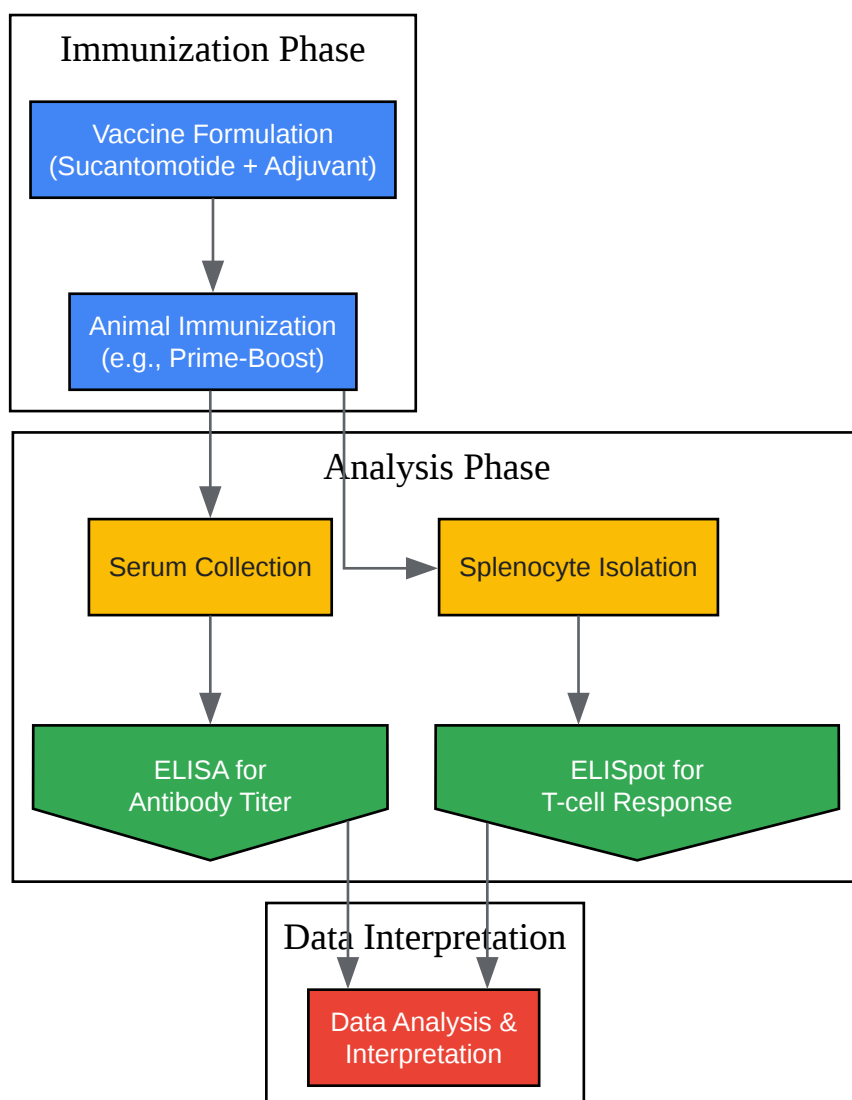 Immunization Phase
Vaccine Formulation
(Sucantomotide + Adjuvant)
Animal Immunization
(e.g., Prime-Boost)
Analysis Phase
Serum Collection
Splenocyte Isolation
ELISA for
Antibody Titer
ELISpot for
T-cell Response
Data Interpretation
Data Analysis &
Interpretation